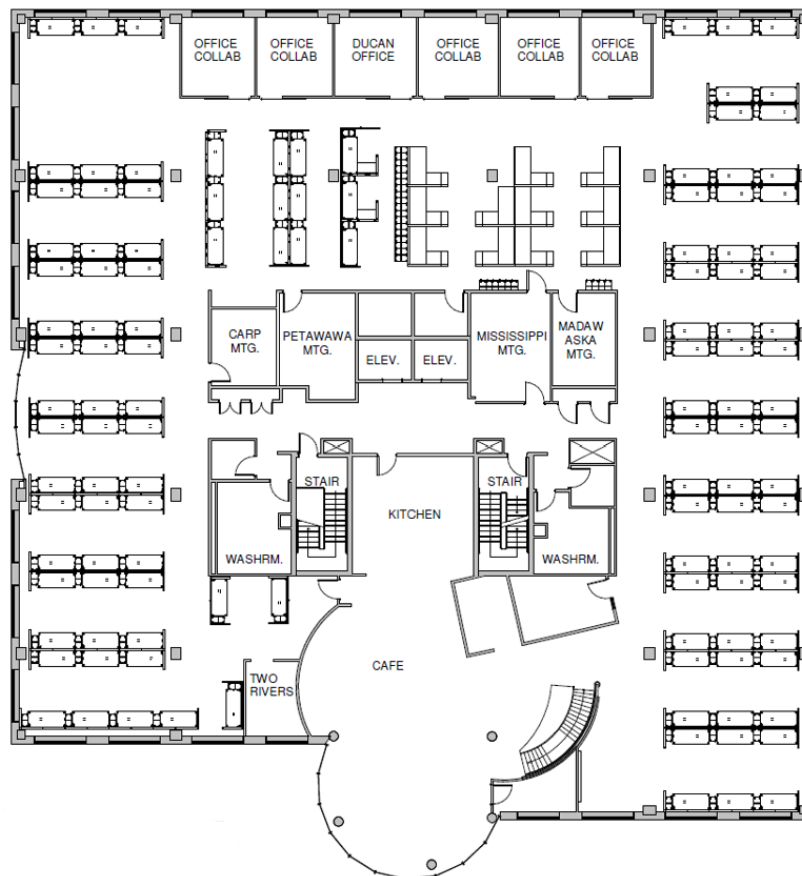 OFFICE
COLLAB
OFFICE
COLLAB
DUCAN
OFFICE
OFFICE
COLLAB
OFFICE
COLLAB
OFFICE
COLLAB
CARP
MTG.
PETAWAWA
MTG.
ELEV.
ELEV.
MISSISSIPPI
MTG.
MADAW
ASKA
MTG.
STAIR
STAIR
KITCHEN
WASHRM.
WASHRM.
CAFE
TWO
RIVERS